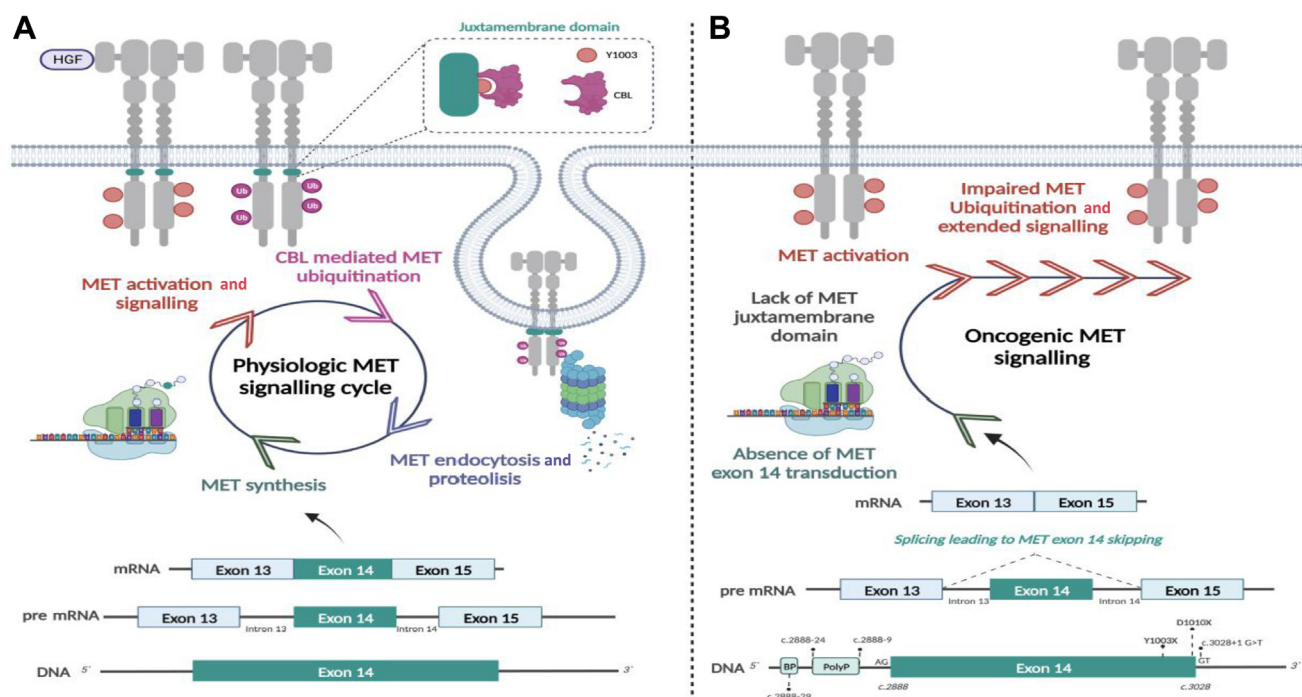 A
HGF
Juxtamembrane domain
Y1003
CBL
Ub
Ub
Ub
Ub
CBL mediated MET
ubiquitination
MET activation and
signalling
Physiologic MET
signalling cycle
Ub
Ub
Ub
Ub
MET endocytosis and
proteolisis
MET synthesis
mRNA
Exon 13
Exon 14
Exon 15
pre mRNA
Exon 13
Intron 13
Exon 14
Intron 14
Exon 15
DNA
5´
Exon 14
3´
B
Impaired MET
Ubiquitination and
extended signalling
MET activation
Lack of MET
juxtamembrane
domain
Oncogenic MET
signalling
Absence of MET
exon 14 transduction
mRNA
Exon 13
Exon 15
Splicing leading to MET exon 14 skipping
pre mRNA
Exon 13
Intron 13
Exon 14
Intron 14
Exon 15
c.2888-24
c.2888-9
Y1003X
D1010X
c.3028+1 G>T
DNA
5´
BP
PolyP
AG
Exon 14
GT
3´
c.2888-29
c.2888
c.3028